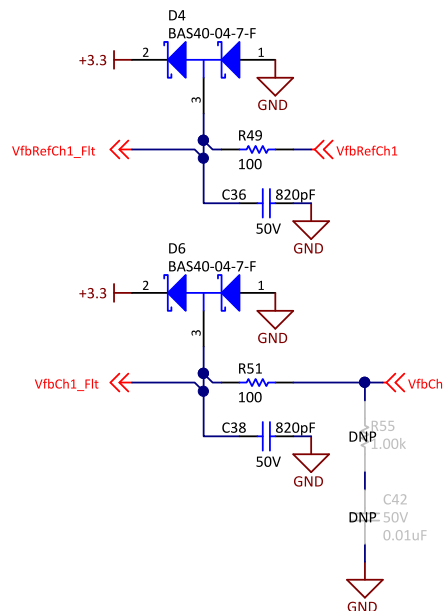 D4
BAS40-04-7-F
+3.3
2
1
GND
3
R49
VfbRefCh1_Flt
VfbRefCh1
100
C36
820pF
50V
GND
D6
BAS40-04-7-F
+3.3
2
1
GND
3
R51
VfbCh1_Flt
VfbCh
100
C38
820pF
50V
GND
R55
DNP
1.00k
C42
DNP
50V
0.01uF
GND